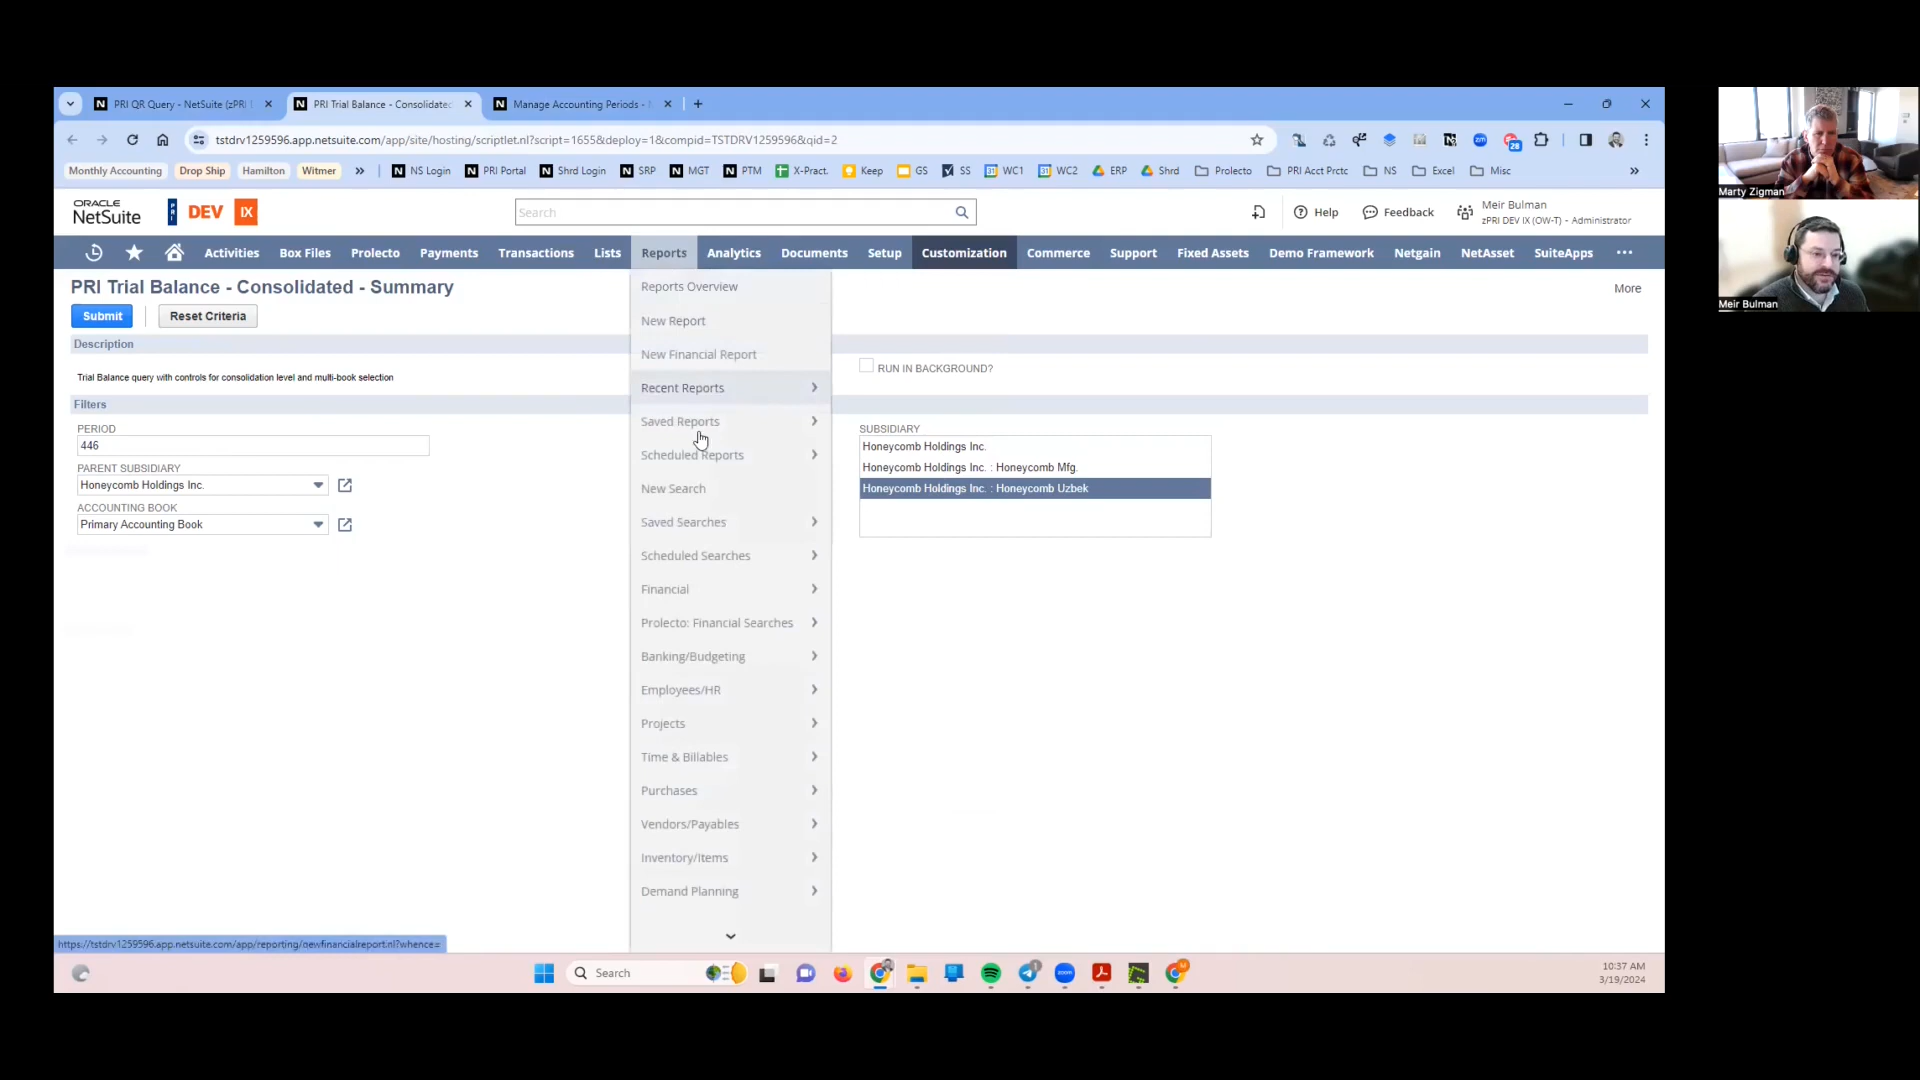 PRI QR Query - NetSuite (zPRI
PRI Trial Balance - Consolidated
Manage Accounting Periods -
tstdrv1259596.app.netsuite.com/app/site/hosting/scriptlet.nl?script=1655&deploy=1&compid=TSTDRV1259596&qid=2
28
Monthly Accounting
Drop Ship
Hamilton
Witmer
NS Login
PRI Portal
Shrd Login
SRP
MGT
PTM
X-Pract.
Keep
GS
SS
WC1
WC2
ERP
Shrd
Prolecto
PRI Acct Prctc
NS
Excel
Misc
ORACLE
NETSUITE
PRI
DEV
IX
Search
Help
Feedback
Meir Bulman
zPRI DEV IX (OW-T) - Administrator
Activities
Box Files
Prolecto
Payments
Transactions
Lists
Reports
Analytics
Documents
Setup
Customization
Commerce
Support
Fixed Assets
Demo Framework
Netgain
NetAsset
SuiteApps
PRI Trial Balance - Consolidated - Summary
More
Submit
Reset Criteria
Description
Trial Balance query with controls for consolidation level and multi-book selection
RUN IN BACKGROUND?
Filters
PERIOD
446
PARENT SUBSIDIARY
Honeycomb Holdings Inc.
ACCOUNTING BOOK
Primary Accounting Book
SUBSIDIARY
Honeycomb Holdings Inc.
Honeycomb Holdings Inc. : Honeycomb Mfg.
Honeycomb Holdings Inc. : Honeycomb Uzbek
Reports Overview
New Report
New Financial Report
Recent Reports
Saved Reports
Scheduled Reports
New Search
Saved Searches
Scheduled Searches
Financial
Prolecto: Financial Searches
Banking/Budgeting
Employees/HR
Projects
Time & Billables
Purchases
Vendors/Payables
Inventory/Items
Demand Planning
https://tstdrv1259596.app.netsuite.com/app/reporting/newfinancialreport.nl?whence=
Search
10:37 AM
3/19/2024
Marty Zigman
Meir Bulman